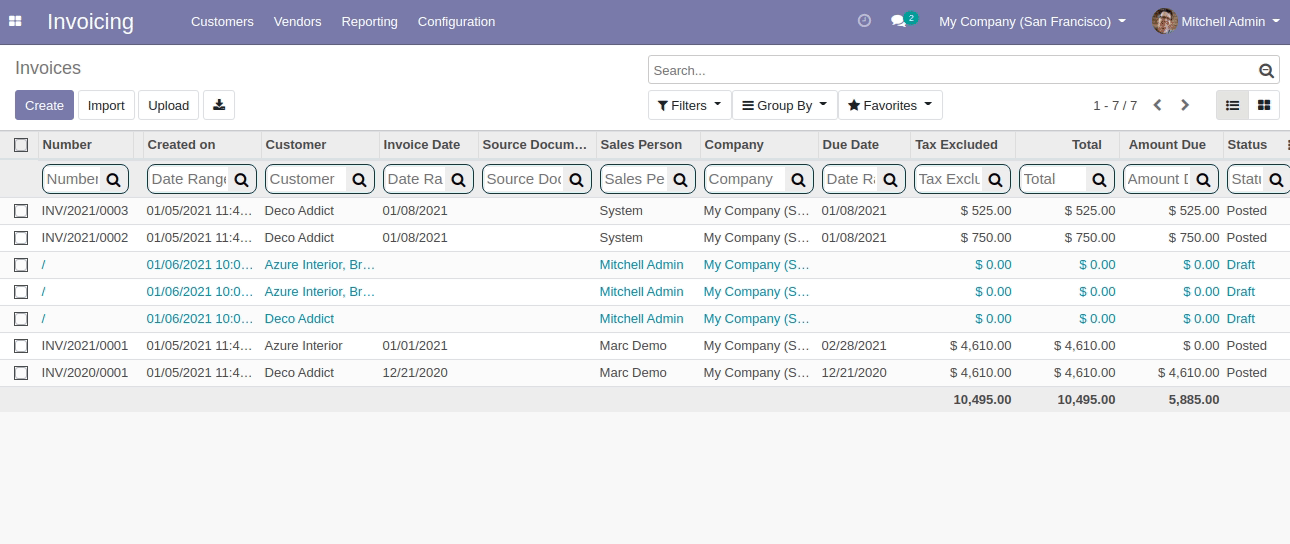 Invoicing Customers Vendors Reporting Configuration 2 My Company (San Francisco) Mitchell Admin
Invoices
Search...
Create Import Upload Filters Group By Favorites 1 - 7 / 7
Number Created on Customer Invoice Date Source Docum... Sales Person Company Due Date Tax Excluded Total Amount Due Status
Number Date Range Customer Date Ra Source Doc Sales Pe Company Date Ra Tax Exclu Total Amount D Statu
INV/2021/0003 01/05/2021 11:4... Deco Addict 01/08/2021 System My Company (S... 01/08/2021 $ 525.00 $ 525.00 $ 525.00 Posted
INV/2021/0002 01/05/2021 11:4... Deco Addict 01/08/2021 System My Company (S... 01/08/2021 $ 750.00 $ 750.00 $ 750.00 Posted
/ 01/06/2021 10:0... Azure Interior, Br... Mitchell Admin My Company (S... $ 0.00 $ 0.00 $ 0.00 Draft
/ 01/06/2021 10:0... Azure Interior, Br... Mitchell Admin My Company (S... $ 0.00 $ 0.00 $ 0.00 Draft
/ 01/06/2021 10:0... Deco Addict Mitchell Admin My Company (S... $ 0.00 $ 0.00 $ 0.00 Draft
INV/2021/0001 01/05/2021 11:4... Azure Interior 01/01/2021 Marc Demo My Company (S... 02/28/2021 $ 4,610.00 $ 4,610.00 $ 0.00 Posted
INV/2020/0001 01/05/2021 11:4... Deco Addict 12/21/2020 Marc Demo My Company (S... 12/21/2020 $ 4,610.00 $ 4,610.00 $ 4,610.00 Posted
10,495.00 10,495.00 5,885.00